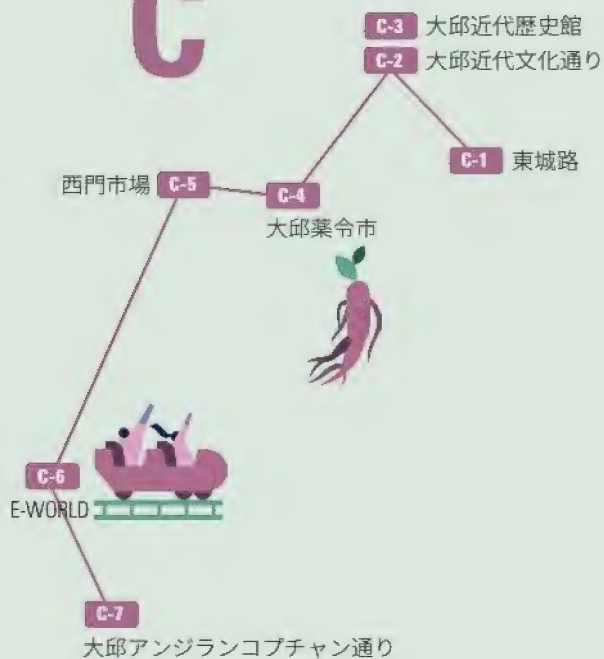 C
C-3 大邱近代歴史館
C-2 大邱近代文化通り
C-1 東城路
西門市場 C-5
C-4
大邱薬令市
C-6
E-WORLD
C-7
大邱アンジランコプチャン通り